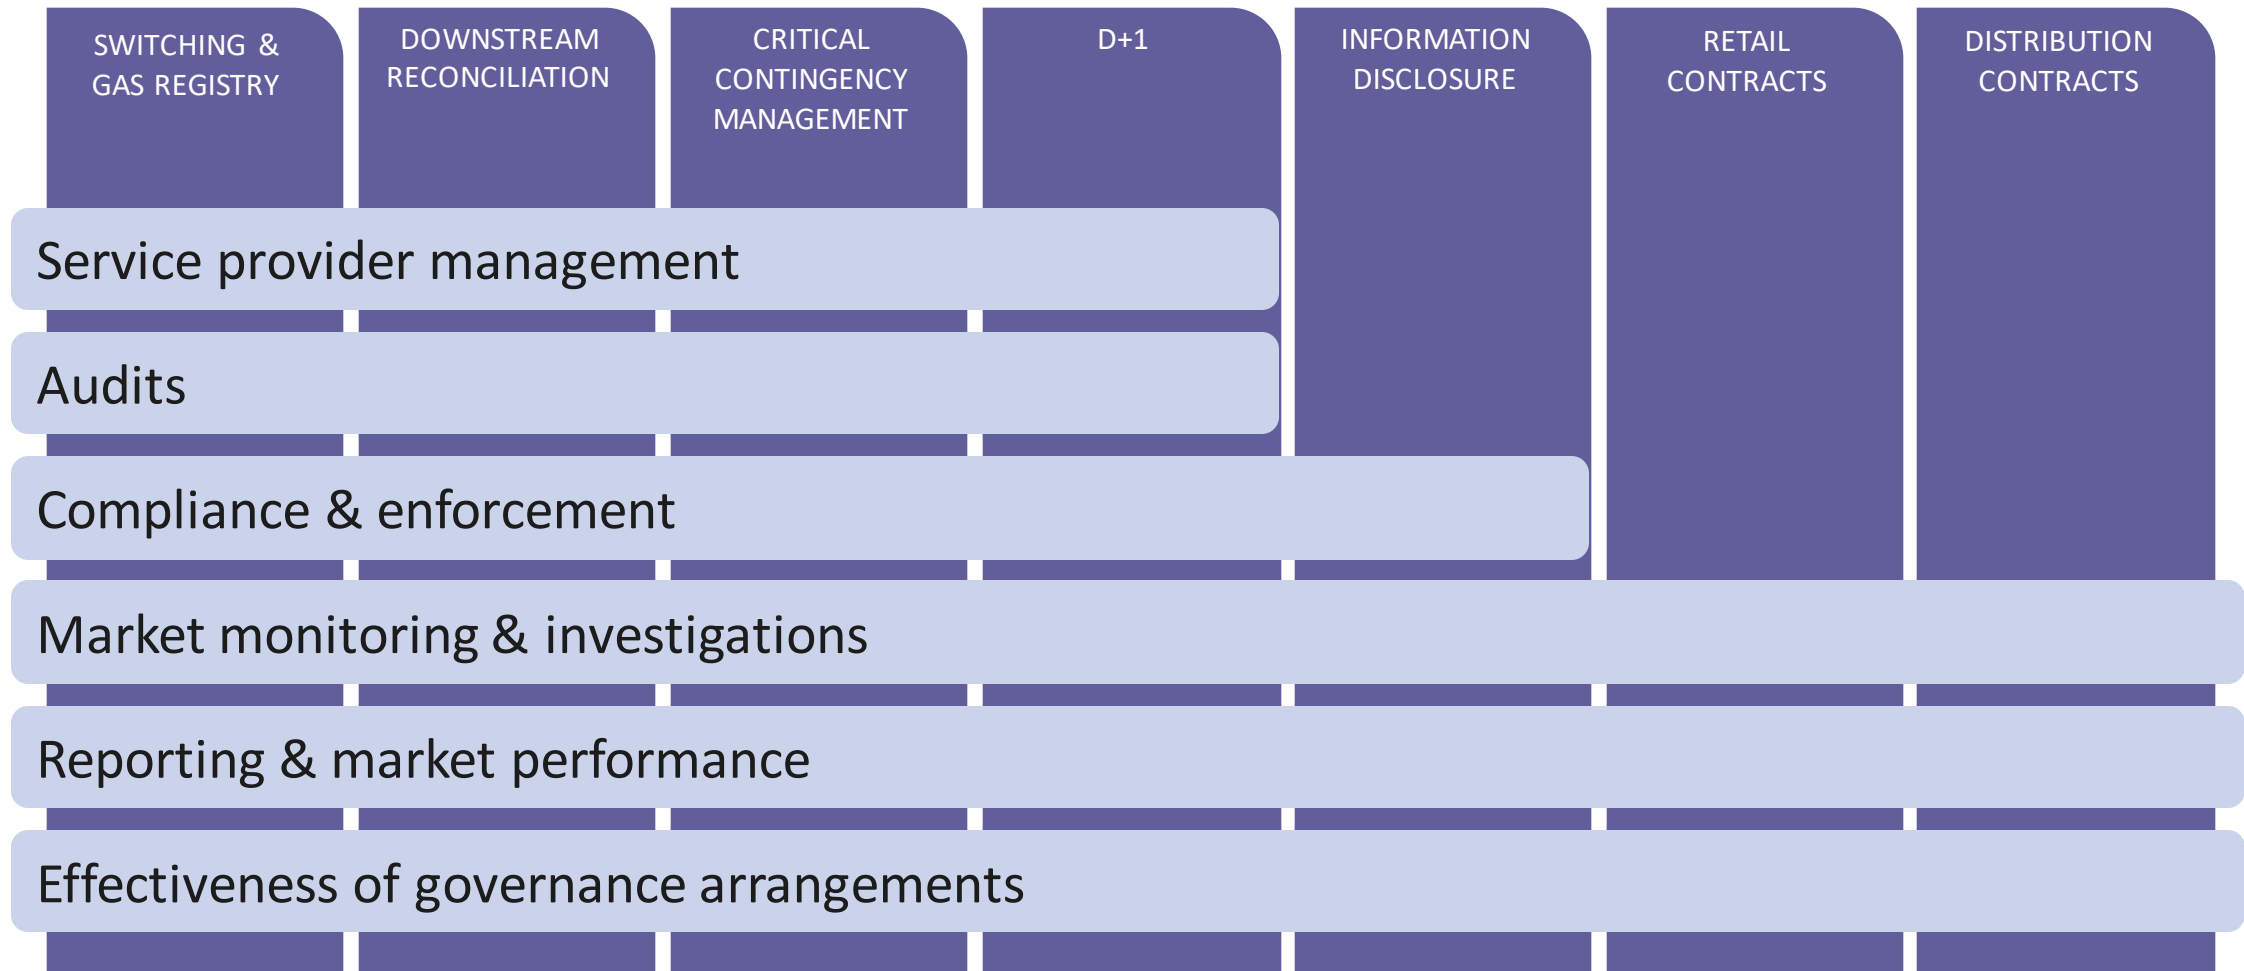 SWITCHING &
GAS REGISTRY
DOWNSTREAM
RECONCILIATION
CRITICAL
CONTINGENCY
MANAGEMENT
D+1
INFORMATION
DISCLOSURE
RETAIL
CONTRACTS
DISTRIBUTION
CONTRACTS
Service provider management
Audits
Compliance & enforcement
Market monitoring & investigations
Reporting & market performance
Effectiveness of governance arrangements